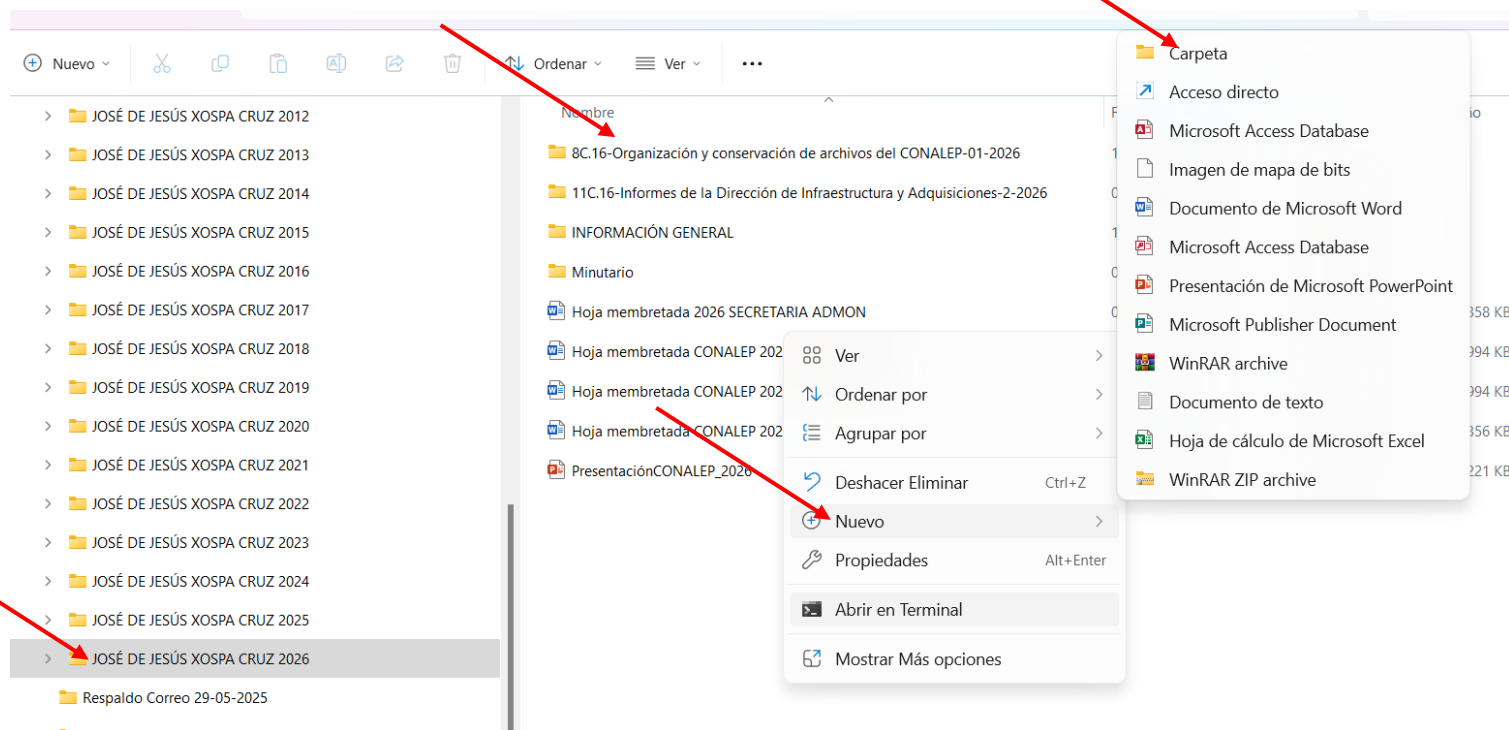 Nuevo
Ordenar
Ver
JOSÉ DE JESÚS XOSPA CRUZ 2012
JOSÉ DE JESÚS XOSPA CRUZ 2013
JOSÉ DE JESÚS XOSPA CRUZ 2014
JOSÉ DE JESÚS XOSPA CRUZ 2015
JOSÉ DE JESÚS XOSPA CRUZ 2016
JOSÉ DE JESÚS XOSPA CRUZ 2017
JOSÉ DE JESÚS XOSPA CRUZ 2018
JOSÉ DE JESÚS XOSPA CRUZ 2019
JOSÉ DE JESÚS XOSPA CRUZ 2020
JOSÉ DE JESÚS XOSPA CRUZ 2021
JOSÉ DE JESÚS XOSPA CRUZ 2022
JOSÉ DE JESÚS XOSPA CRUZ 2023
JOSÉ DE JESÚS XOSPA CRUZ 2024
JOSÉ DE JESÚS XOSPA CRUZ 2025
JOSÉ DE JESÚS XOSPA CRUZ 2026
Respaldo Correo 29-05-2025
Nombre
8C.16-Organización y conservación de archivos del CONALEP-01-2026
11C.16-Informes de la Dirección de Infraestructura y Adquisiciones-2-2026
INFORMACIÓN GENERAL
Minutario
Hoja membretada 2026 SECRETARIA ADMON
Hoja membretada CONALEP 202
Hoja membretada CONALEP 202
Hoja membretada CONALEP 202
PresentaciónCONALEP_2026
358 KB
994 KB
994 KB
356 KB
221 KB
Ver
Ordenar por
Agrupar por
Deshacer Eliminar Ctrl+Z
Nuevo
Propiedades Alt+Enter
Abrir en Terminal
Mostrar Más opciones
Carpeta
Acceso directo
Microsoft Access Database
Imagen de mapa de bits
Documento de Microsoft Word
Microsoft Access Database
Presentación de Microsoft PowerPoint
Microsoft Publisher Document
WinRAR archive
Documento de texto
Hoja de cálculo de Microsoft Excel
WinRAR ZIP archive